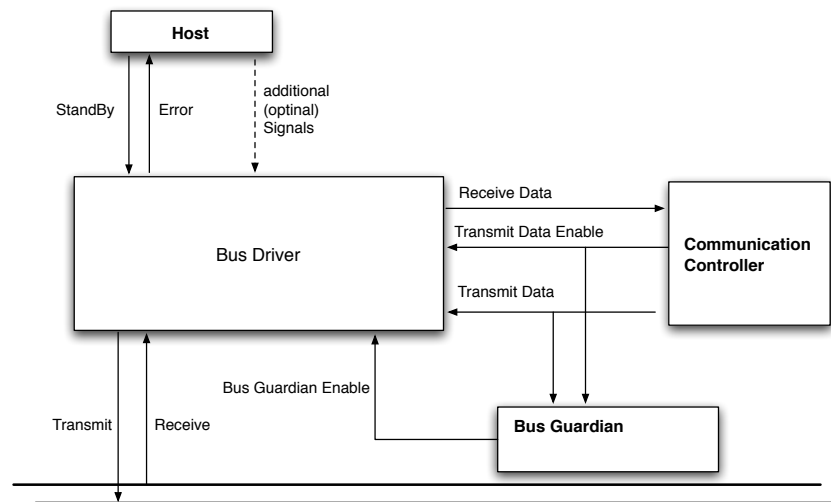 Host
StandBy
Error
additional
(optinal)
Signals
Bus Driver
Receive Data
Transmit Data Enable
Transmit Data
Communication
Controller
Bus Guardian Enable
Bus Guardian
Transmit
Receive